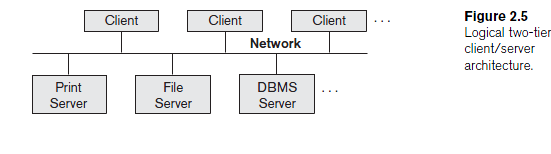 Client Client Client ...
Network
Print Server
File Server
DBMS Server
...
Figure 2.5
Logical two-tier
client/server
architecture.